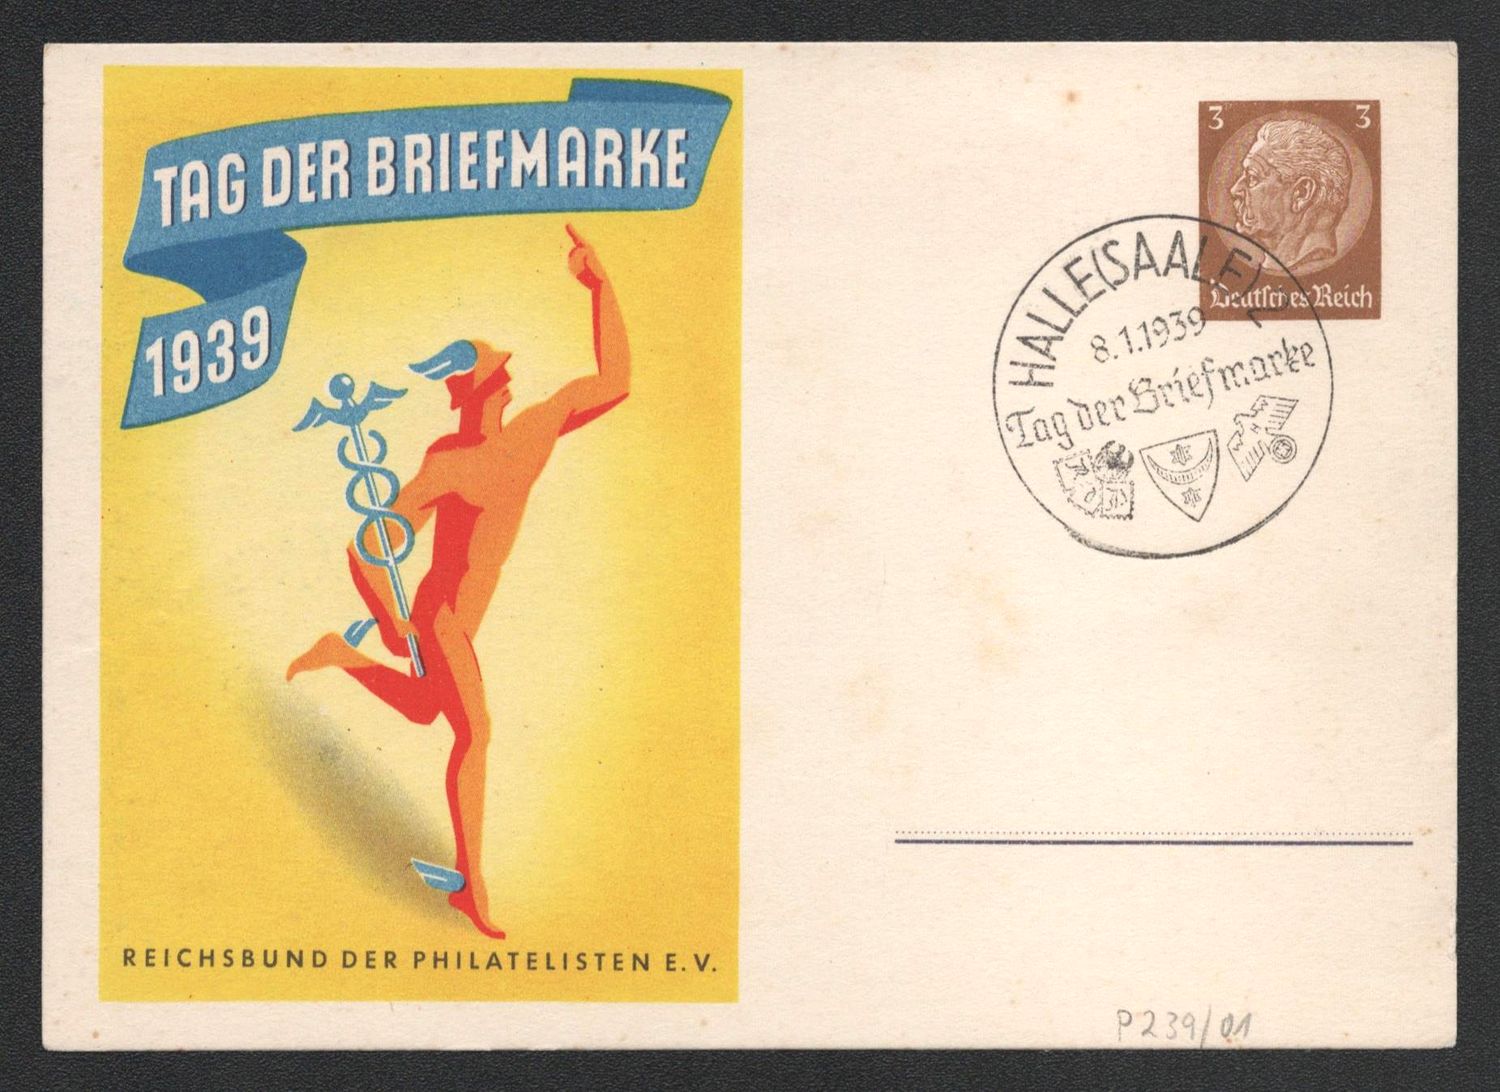 TAG DER BRIEFMARKE
1939
REICHSBUND DER PHILATELISTEN E.V.
3 3
Deutsches Reich
HALLE (SAALE) 2
8.1.1939
Tag der Briefmarke
R D P
P239/01